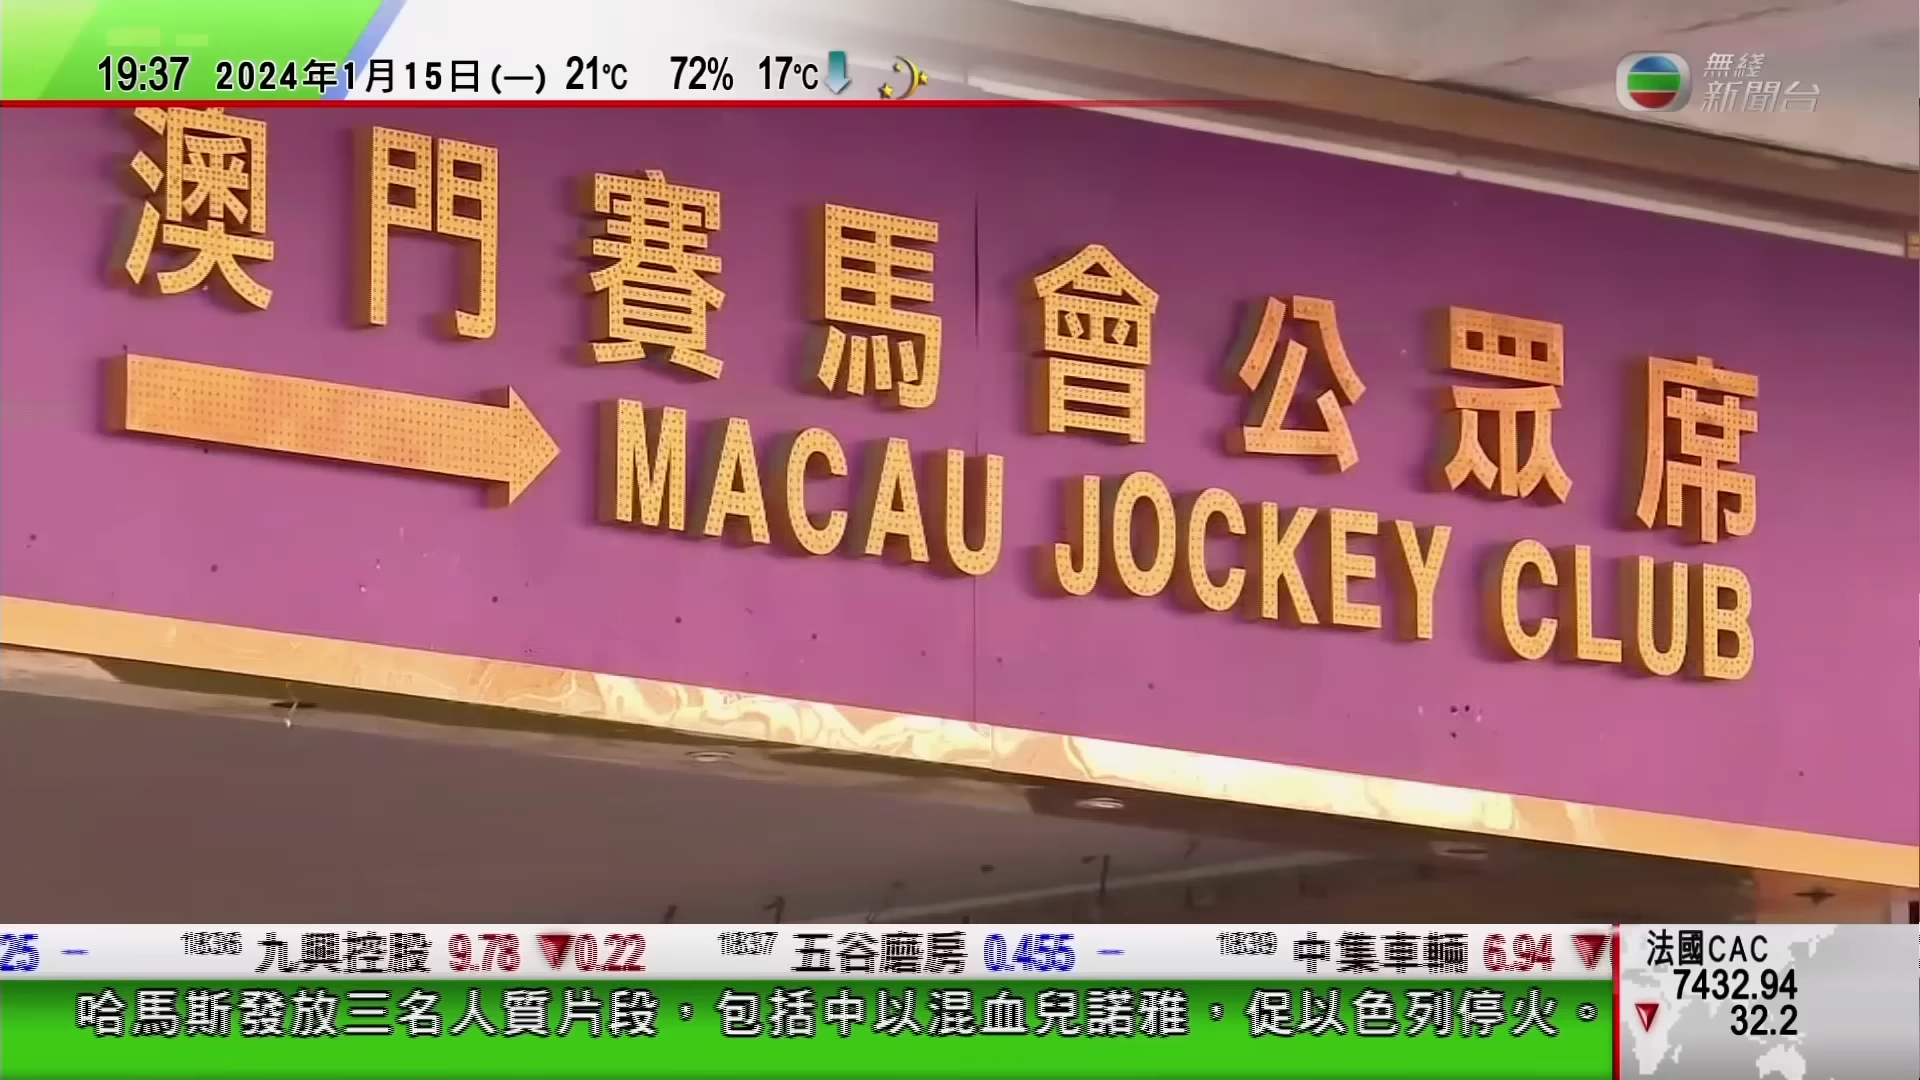 19:37 2024年1月15日(一) 21℃ 72% 17℃
無綫
新聞台
澳門賽馬會公眾席
MACAU JOCKEY CLUB
25 – 1836 九興控股 9.78 ▼0.22 1837 五谷磨房 0.455 – 1839 中集車輛 6.94 ▼
法國CAC
7432.94
▼ 32.2
哈馬斯發放三名人質片段，包括中以混血兒諾雅，促以色列停火。